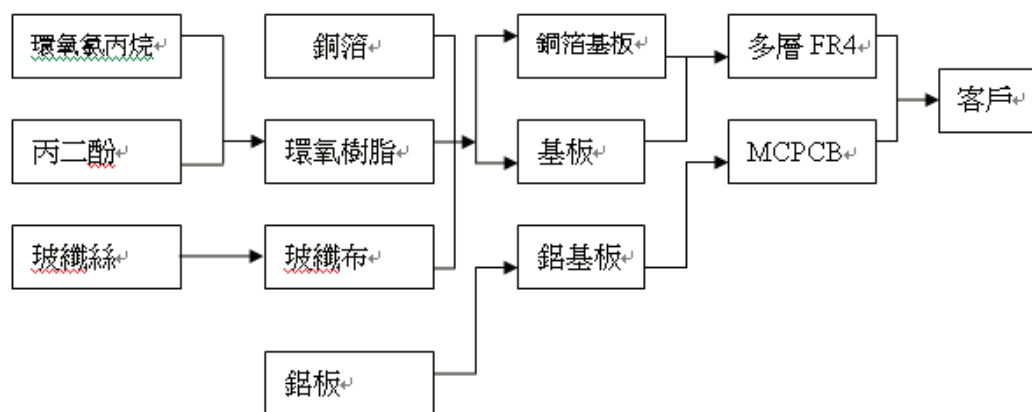 環氧氯丙烷
銅箔
銅箔基板
多層 FR4
客戶
丙二酚
環氧樹脂
基板
MCPCB
玻纖絲
玻纖布
鋁基板
鋁板